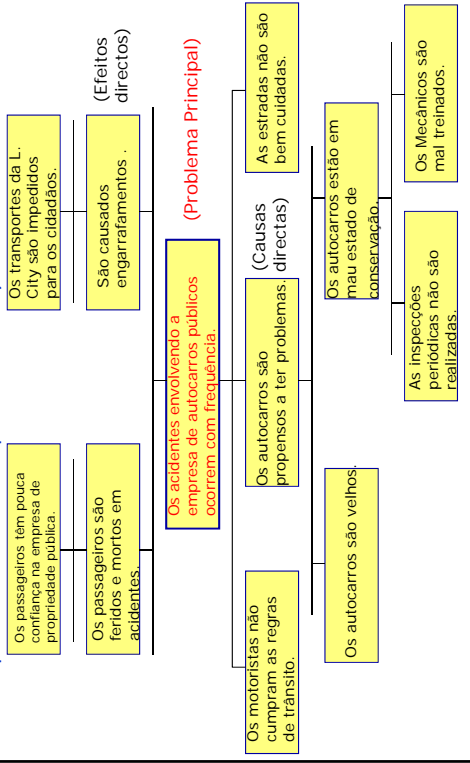 Os passageiros têm pouca
confiança na empresa de
propriedade pública.
Os transportes da L.
City são impedidos
para os cidadãos.
Os passageiros são
feridos e mortos em
acidentes.
São causados
engarrafamentos .
(Efeitos
directos)
Os acidentes envolvendo a
empresa de autocarros públicos
ocorrem com frequência.
(Problema Principal)
Os motoristas não
cumpram as regras
de trânsito.
Os autocarros são
propensos a ter problemas.
(Causas
directas)
As estradas não são
bem cuidadas.
Os autocarros são velhos.
Os autocarros estão em
mau estado de
conservação.
As inspecções
periódicas não são
realizadas.
Os Mecânicos são
mal treinados.